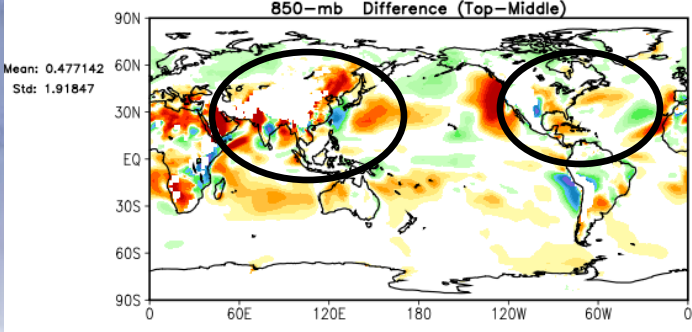 850-mb Difference (Top-Middle)
Mean: 0.477142
Std: 1.91847
90N
60N
30N
EQ
30S
60S
90S
0 60E 120E 180 120W 60W 0